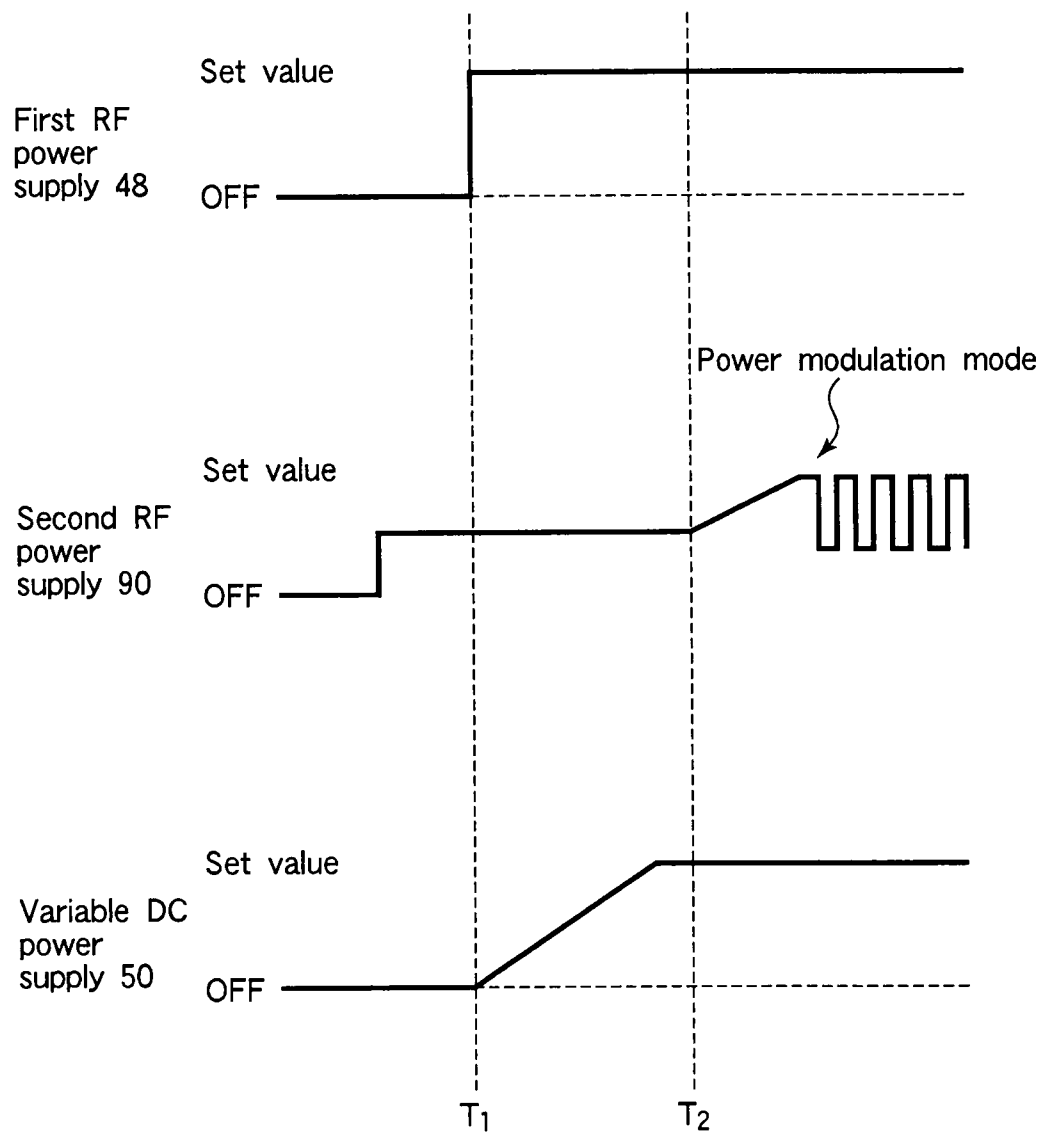 Set value
First RF
power
supply 48
OFF
Power modulation mode
Set value
Second RF
power
supply 90
OFF
Set value
Variable DC
power
supply 50
OFF
T1
T2